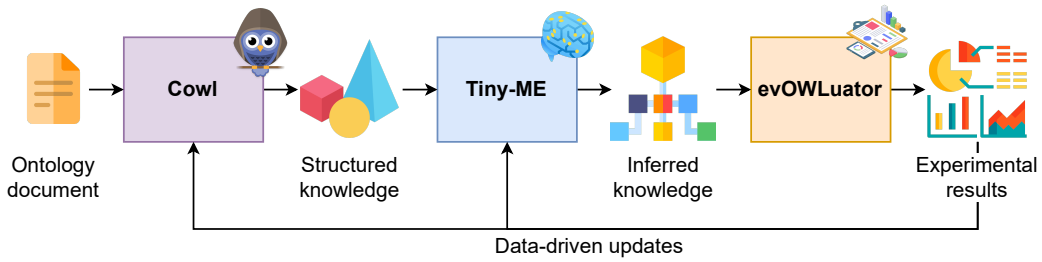 Cowl
Tiny-ME
evOWLuator
Ontology
document
Structured
knowledge
Inferred
knowledge
Experimental
results
Data-driven updates